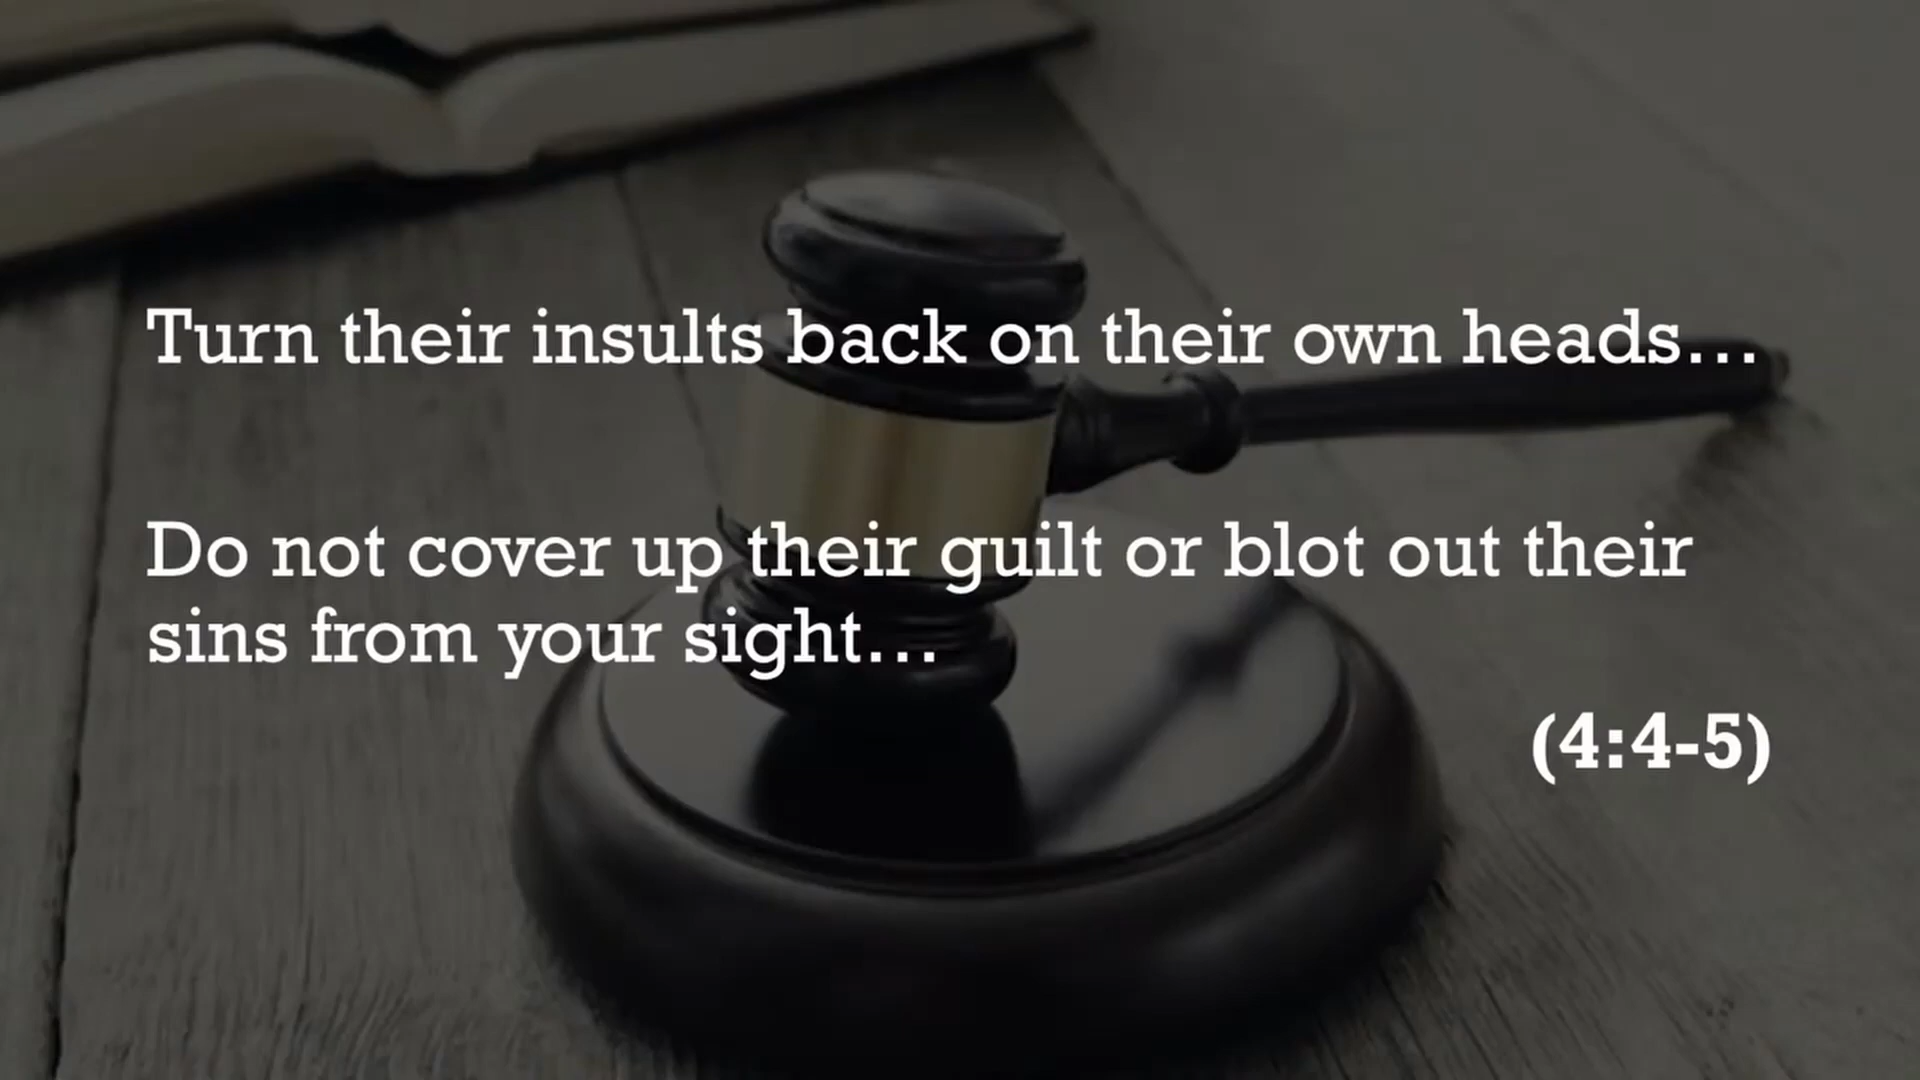 Turn their insults back on their own heads…
Do not cover up their guilt or blot out their
sins from your sight…
(4:4-5)